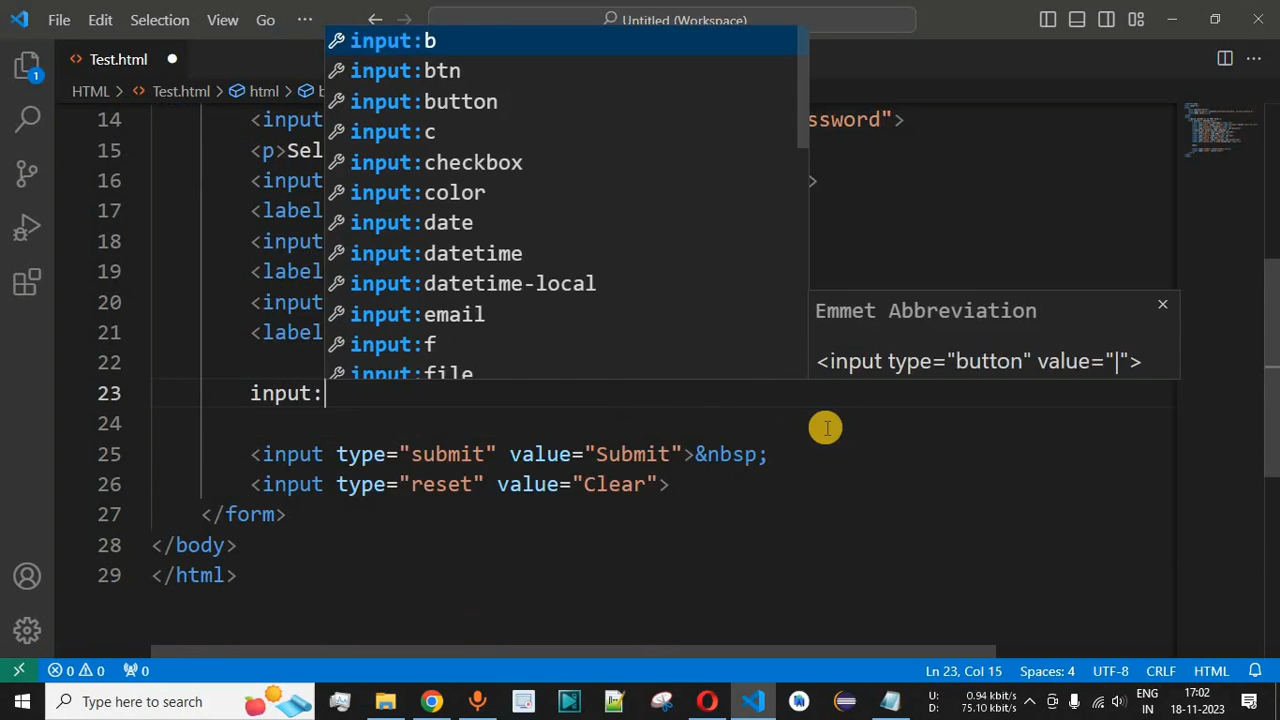 File Edit Selection View Go ··· Untitled (Workspace)
Test.html
HTML > Test.html > html > b
input:b
input:btn
input:button
input:c
input:checkbox
input:color
input:date
input:datetime
input:datetime-local
input:email
input:f
input:file
Emmet Abbreviation
<input type="button" value="|">
14 <input ssword">
15 <p>Sel
16 <input >
17 <label
18 <input
19 <label
20 <input
21 <label
22
23 input:
24
25 <input type="submit" value="Submit">&nbsp;
26 <input type="reset" value="Clear">
27 </form>
28 </body>
29 </html>
1
0 0 0 Ln 23, Col 15 Spaces: 4 UTF-8 CRLF HTML
Type here to search
U: 0.94 kbit/s
D: 75.10 kbit/s
ENG
IN
17:02
18-11-2023